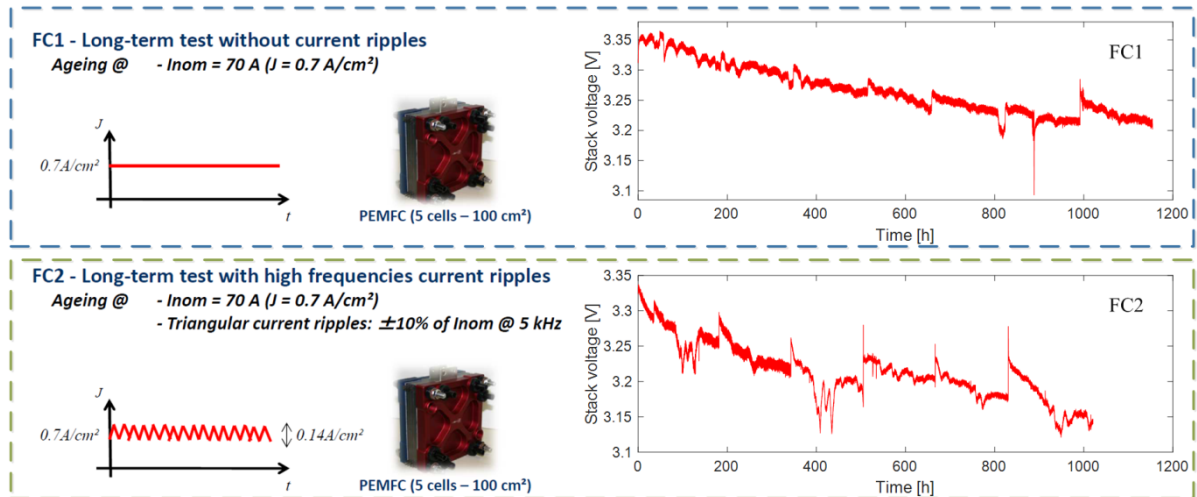 FC1 - Long-term test without current ripples
Ageing @ - Inom = 70 A (J = 0.7 A/cm²)
J
0.7A/cm²
t
PEMFC (5 cells – 100 cm²)
FC1
Stack voltage [V]
3.35
3.3
3.25
3.2
3.15
3.1
0 200 400 600 800 1000 1200
Time [h]
FC2 - Long-term test with high frequencies current ripples
Ageing @ - Inom = 70 A (J = 0.7 A/cm²)
- Triangular current ripples: ±10% of Inom @ 5 kHz
J
0.7A/cm²
0.14A/cm²
t
PEMFC (5 cells – 100 cm²)
FC2
Stack voltage [V]
3.35
3.3
3.25
3.2
3.15
3.1
0 200 400 600 800 1000 1200
Time [h]